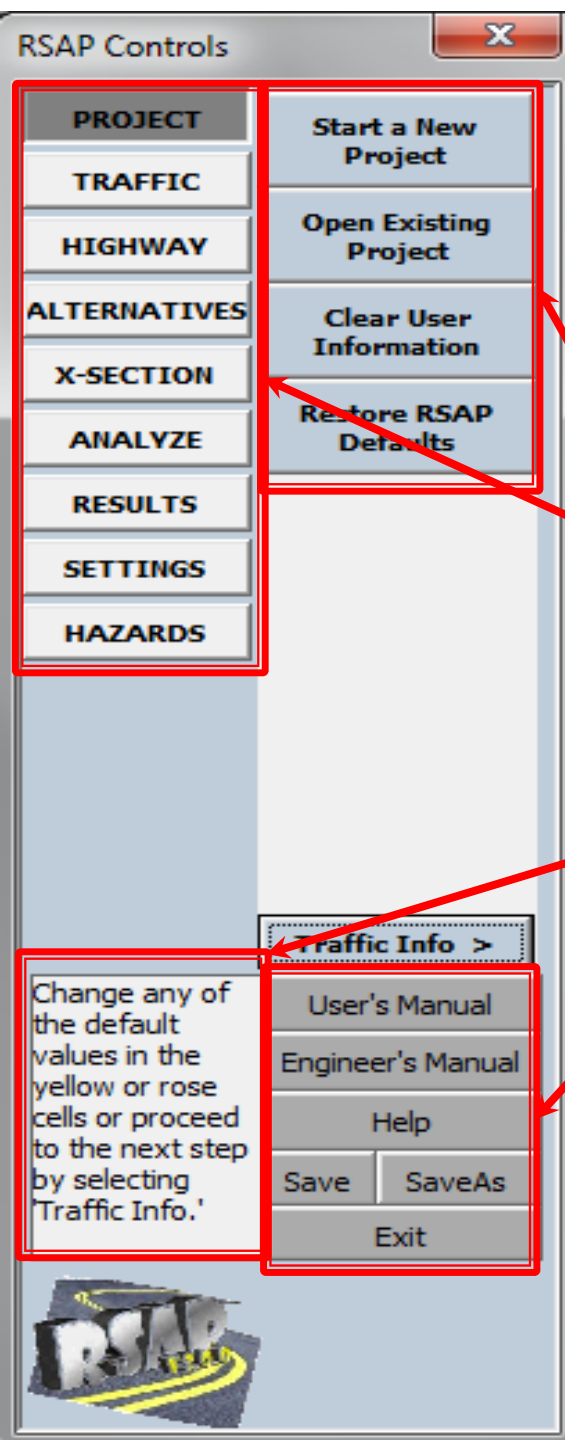 RSAP Controls
PROJECT
TRAFFIC
HIGHWAY
ALTERNATIVES
X-SECTION
ANALYZE
RESULTS
SETTINGS
HAZARDS
Start a New
Project
Open Existing
Project
Clear User
Information
Restore RSAP
Defaults
Traffic Info >
Change any of
the default
values in the
yellow or rose
cells or proceed
to the next step
by selecting
'Traffic Info.'
User's Manual
Engineer's Manual
Help
Save SaveAs
Exit
RSAP